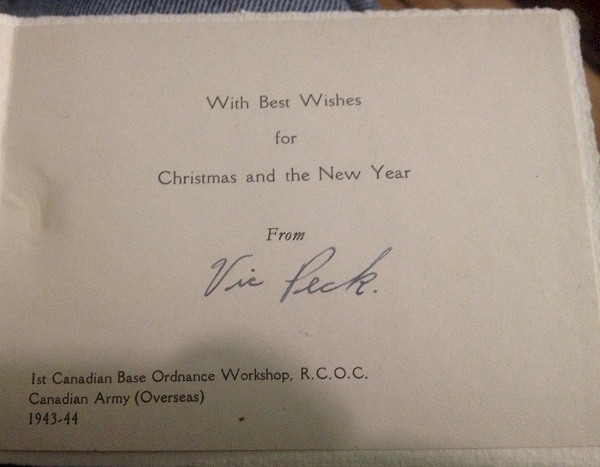 With Best Wishes
for
Christmas and the New Year
From
Vic Peck.
1st Canadian Base Ordnance Workshop, R.C.O.C.
Canadian Army (Overseas)
1943-44